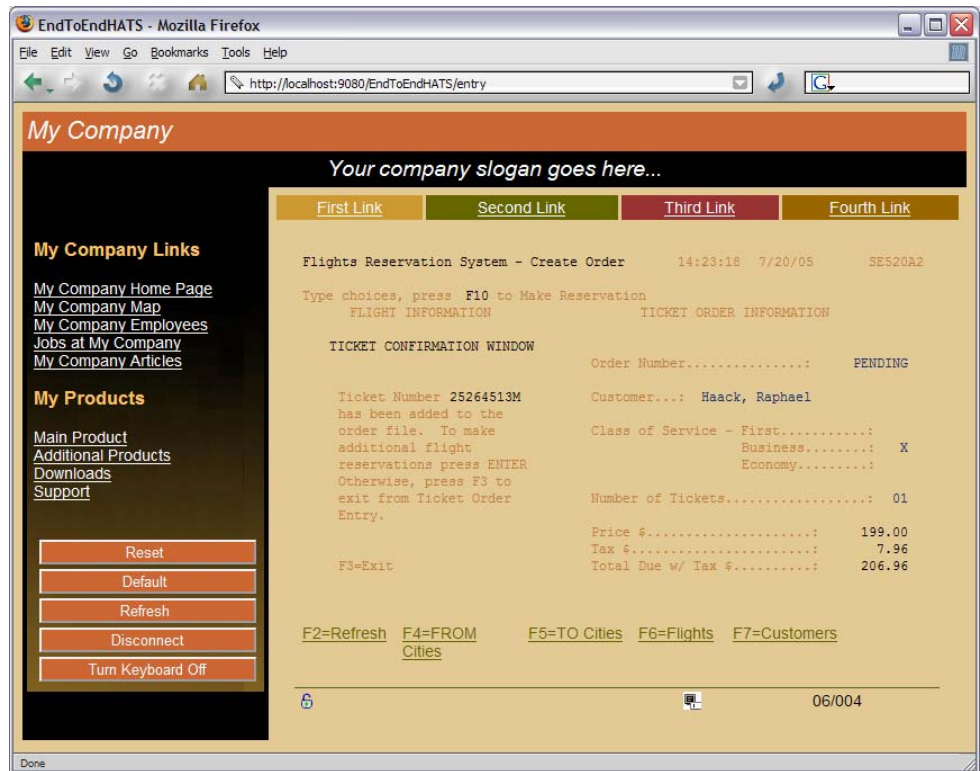 EndToEndHATS - Mozilla Firefox
File Edit View Go Bookmarks Tools Help
http://localhost:9080/EndToEndHATS/entry
G
My Company
Your company slogan goes here...
First Link Second Link Third Link Fourth Link
My Company Links
My Company Home Page
My Company Map
My Company Employees
Jobs at My Company
My Company Articles
My Products
Main Product
Additional Products
Downloads
Support
Reset
Default
Refresh
Disconnect
Turn Keyboard Off
Flights Reservation System - Create Order 14:23:18 7/20/05 SE520A2
Type choices, press F10 to Make Reservation
FLIGHT INFORMATION TICKET ORDER INFORMATION
TICKET CONFIRMATION WINDOW
Order Number...............: PENDING
Ticket Number 25264513M Customer...: Haack, Raphael
has been added to the
order file. To make Class of Service - First...........:
additional flight Business........: X
reservations press ENTER Economy.........:
Otherwise, press F3 to
exit from Ticket Order Number of Tickets..................: 01
Entry.
Price $.....................: 199.00
Tax $.......................: 7.96
F3=Exit Total Due w/ Tax $..........: 206.96
F2=Refresh F4=FROM Cities F5=TO Cities F6=Flights F7=Customers
06/004
Done